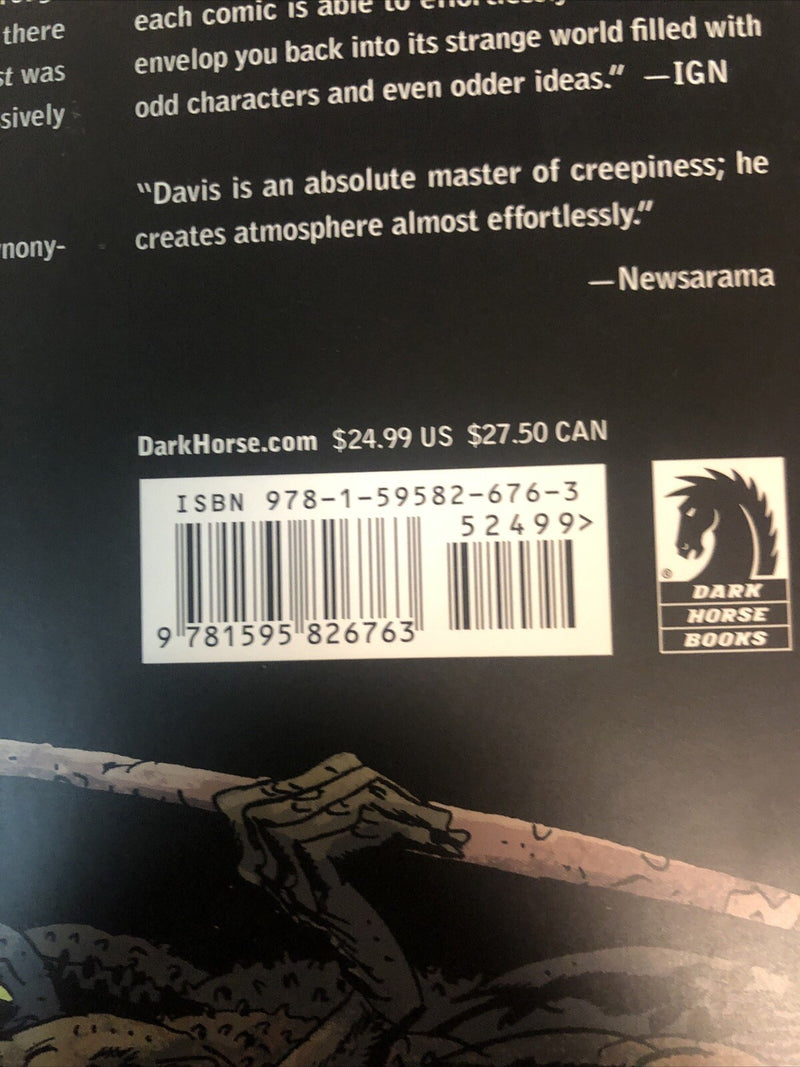 there
st was
sively
nony-
each comic is able to effortlessly
envelop you back into its strange world filled with
odd characters and even odder ideas." —IGN
"Davis is an absolute master of creepiness; he
creates atmosphere almost effortlessly."
—Newsarama
DarkHorse.com $24.99 US $27.50 CAN
ISBN 978-1-59582-676-3
52499>
9 781595 826763
®
DARK
HORSE
BOOKS